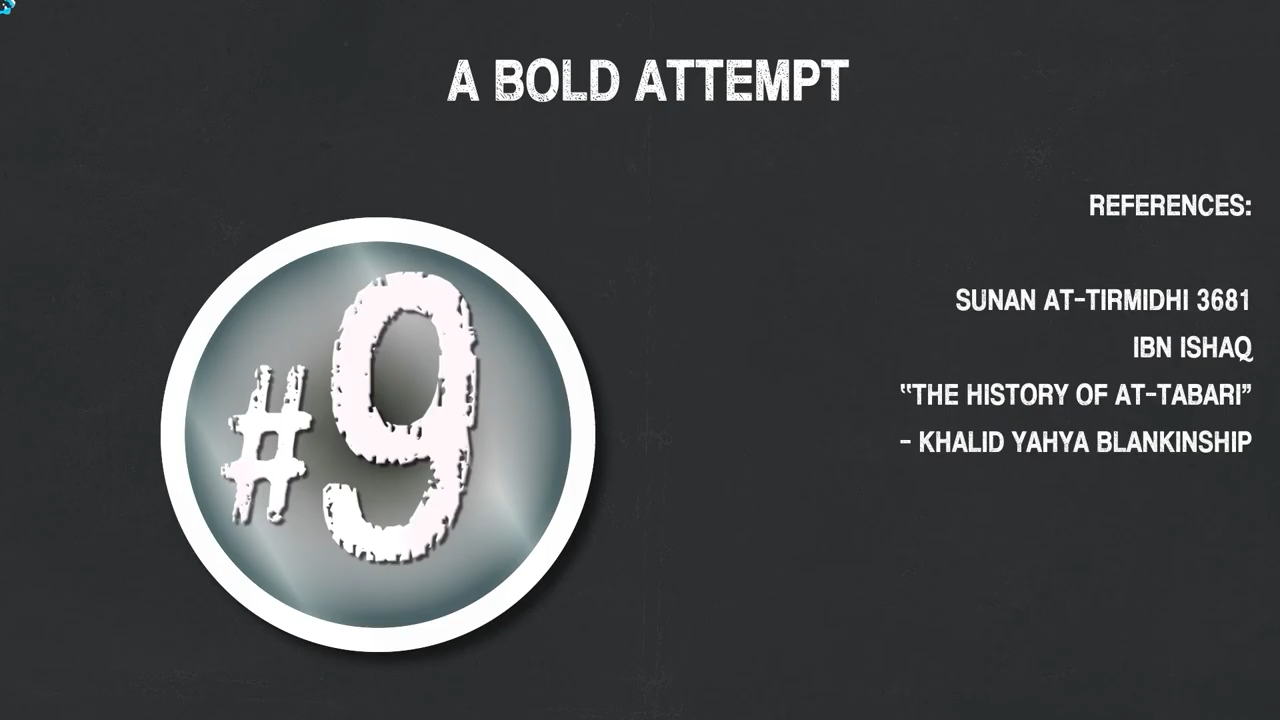 A BOLD ATTEMPT
#9
REFERENCES:
SUNAN AT-TIRMIDHI 3681
IBN ISHAQ
“THE HISTORY OF AT-TABARI”
- KHALID YAHYA BLANKINSHIP